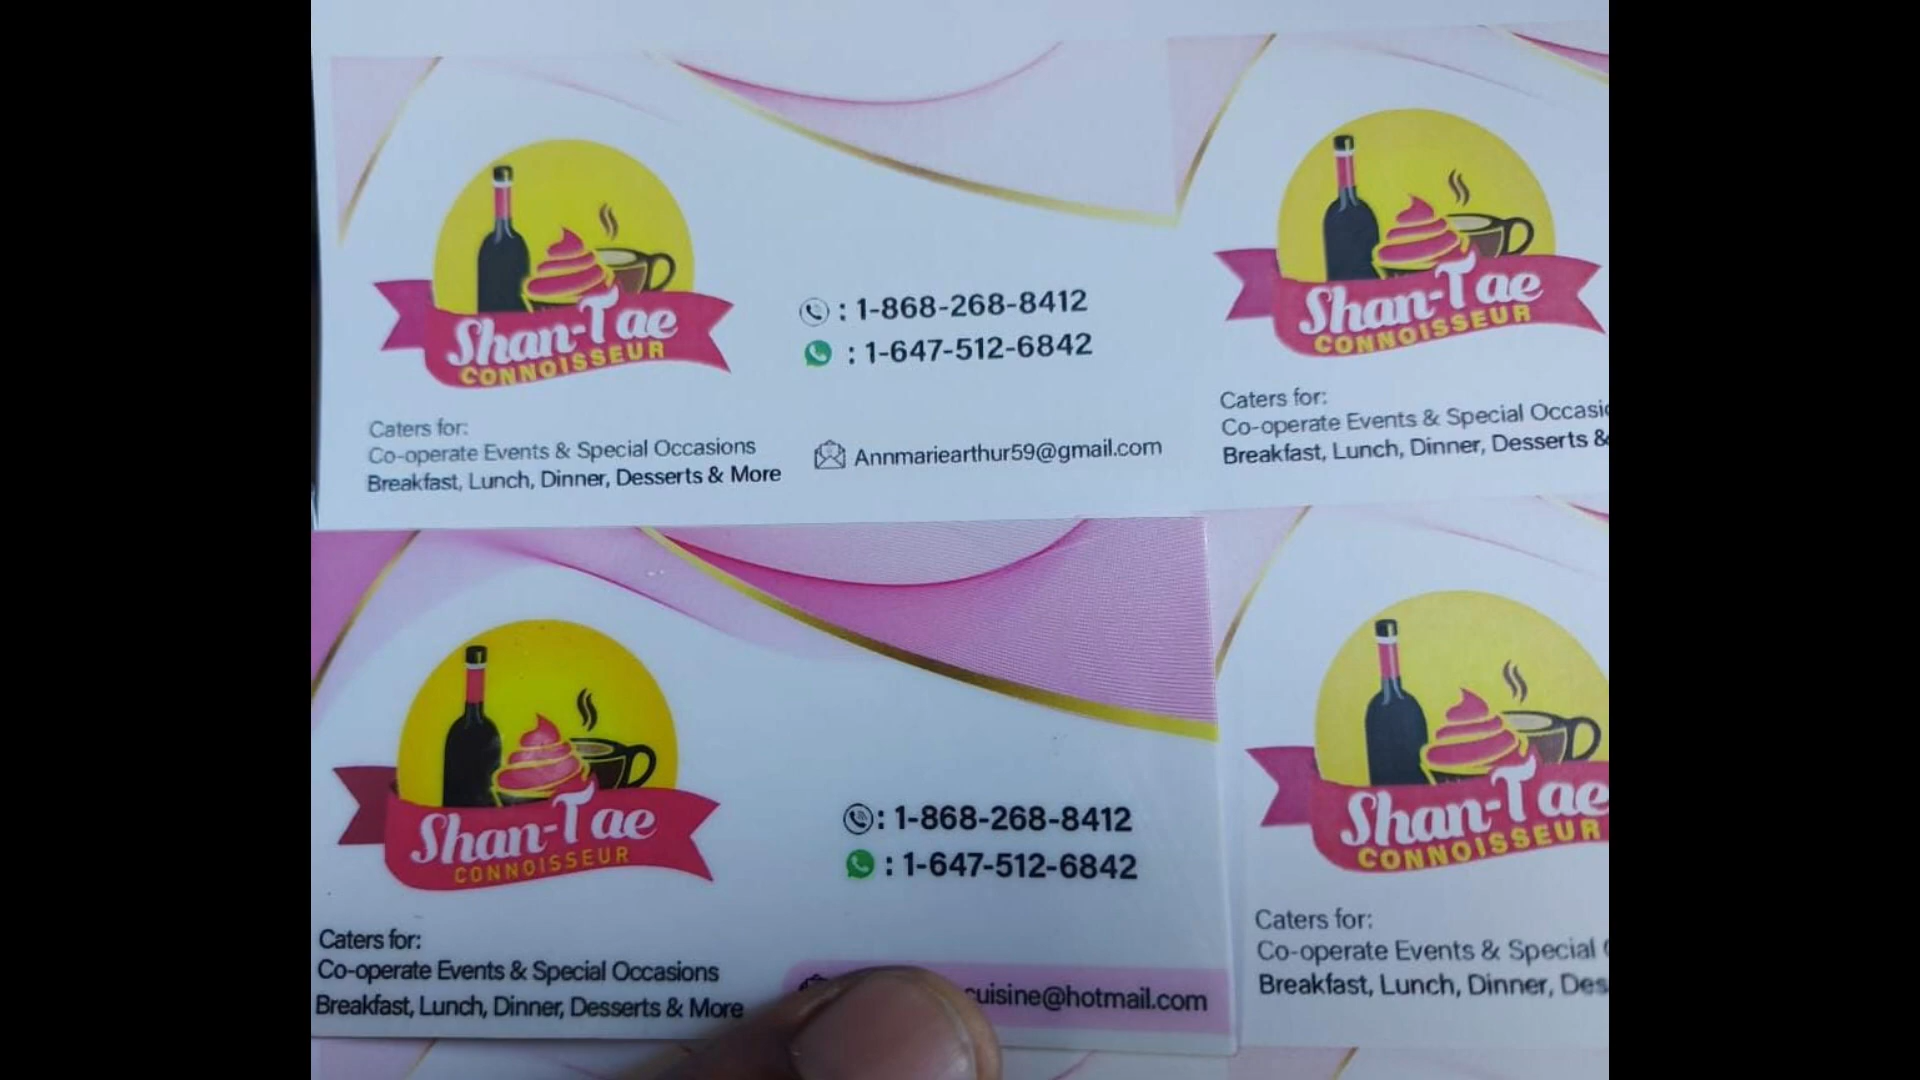 Shan-Tae
CONNOISSEUR
: 1-868-268-8412
: 1-647-512-6842
Caters for:
Co-operate Events & Special Occasions
Breakfast, Lunch, Dinner, Desserts & More
Annmariearthur59@gmail.com
Shan-Tae
CONNOISSEUR
Caters for:
Co-operate Events & Special
Breakfast, Lunch, Dinner, Desserts &
Shan-Tae
CONNOISSEUR
: 1-868-268-8412
: 1-647-512-6842
Caters for:
Co-operate Events & Special Occasions
Breakfast, Lunch, Dinner, Desserts & More
cuisine@hotmail.com
Shan-Tae
CONNOISSEUR
Caters for:
Co-operate Events & Special
Breakfast, Lunch, Dinner,